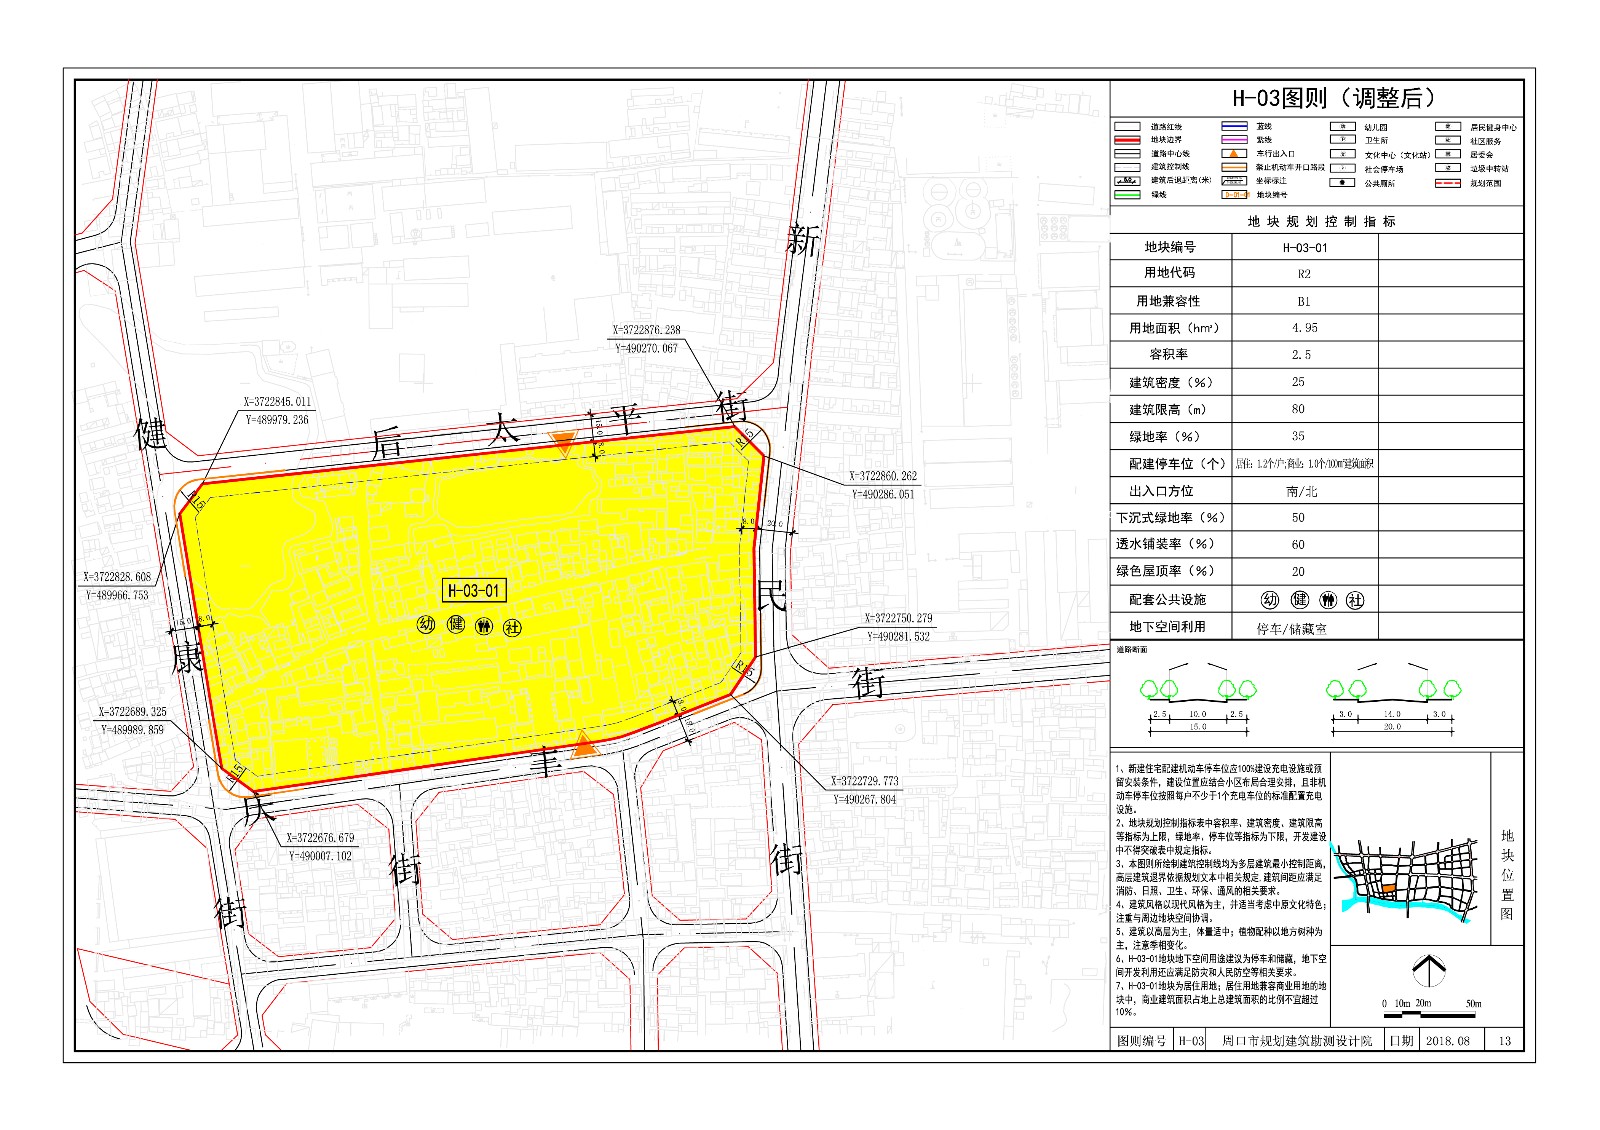 H-03图则（调整后）
道路红线 蓝线 幼儿园 居民健身中心
地块边界 紫线 卫生所 社区服务
道路中心线 车行出入口 文化中心（文化站） 居委会
建筑控制线 禁止机动车开口路段 社会停车场 垃圾中转站
建筑后退距离(米) 坐标标注 公共厕所 规划范围
绿线 地块编号
地块规划控制指标
地块编号 H-03-01
用地代码 R2
用地兼容性 B1
用地面积（hm²） 4.95
容积率 2.5
建筑密度（%） 25
建筑限高（m） 80
绿地率（%） 35
配建停车位（个） 居住：1.2个/户;商业：1.0个/100㎡建筑面积
出入口方位 南/北
下沉式绿地率（%） 50
透水铺装率（%） 60
绿色屋顶率（%） 20
配套公共设施 幼 健 社
地下空间利用 停车/储藏室
道路断面
2.5 10.0 2.5
15.0
3.0 14.0 3.0
20.0
1、新建住宅配建机动车停车位应100%建设充电设施或预
留安装条件，建设位置应结合小区布局合理安排，且非机
动车停车位按照每户不少于1个充电车位的标准配置充电
设施。
2、地块规划控制指标表中容积率、建筑密度、建筑限高
等指标为上限，绿地率、停车位等指标为下限，开发建设
中不得突破表中规定指标。
3、本图则所绘制建筑控制线均为多层建筑最小控制距离，
高层建筑退界依据规划文本中相关规定，建筑间距应满足
消防、日照、卫生、环保、通风的相关要求。
4、建筑风格以现代风格为主，并适当考虑中原文化特色；
注重与周边地块空间协调。
5、建筑以高层为主，体量适中；植物配种以地方树种为
主，注意季相变化。
6、H-03-01地块地下空间用途建议为停车和储藏，地下空
间开发利用还应满足防灾和人民防空等相关要求。
7、H-03-01地块为居住用地；居住用地兼容商业用地的地
块中，商业建筑面积占地上总建筑面积的比例不宜超过
10%。
地块位置图
0 10m 20m 50m
图则编号 H-03 周口市规划建筑勘测设计院 日期 2018.08 13
新民街
后太平街
健康街
庆丰街
街
X=3722876.238
Y=490270.067
X=3722845.011
Y=489979.236
X=3722860.262
Y=490286.051
X=3722828.608
Y=489966.753
X=3722750.279
Y=490281.532
X=3722689.325
Y=489989.859
X=3722729.773
Y=490267.804
X=3722676.679
Y=490007.102
H-03-01
幼 健 社
8.0 20.0
15.0 8.0